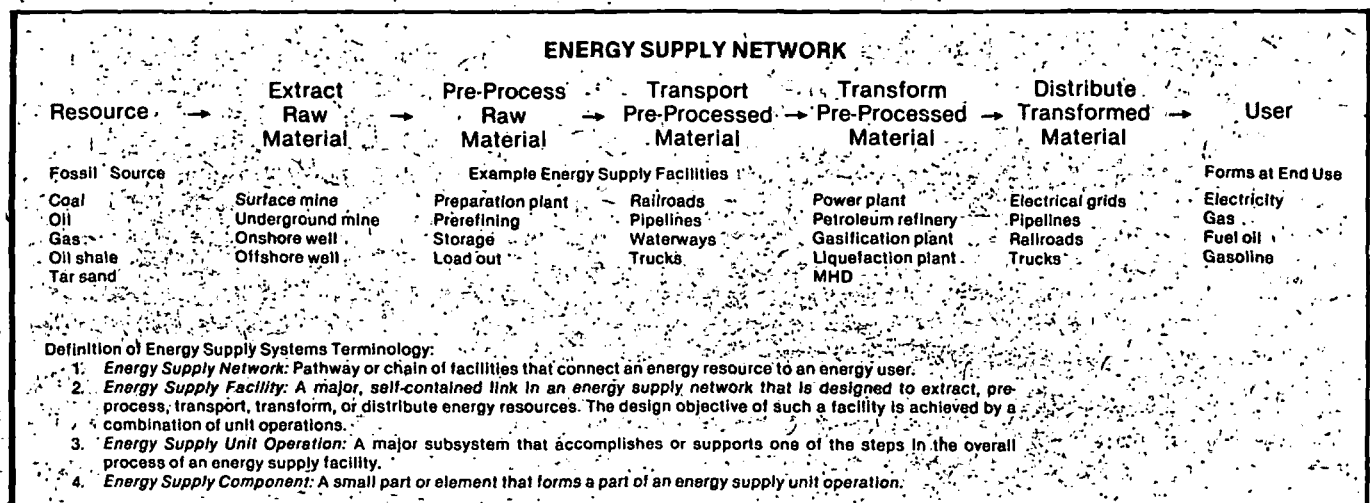 ENERGY SUPPLY NETWORK
Extract Pre-Process Transport Transform Distribute
Resource → Raw → Raw → Pre-Processed → Pre-Processed → Transformed → User
Material Material Material Material Material
Fossil Source Example Energy Supply Facilities Forms at End Use
Coal Surface mine Preparation plant Railroads Power plant Electrical grids Electricity
Oil Underground mine Prerefining Pipelines Petroleum refinery Pipelines Gas
Gas Onshore well Storage Waterways Gasification plant Railroads Fuel oil
Oil shale Offshore well Load out Trucks Liquefaction plant Trucks Gasoline
Tar sand MHD
Definition of Energy Supply Systems Terminology:
1. Energy Supply Network: Pathway or chain of facilities that connect an energy resource to an energy user.
2. Energy Supply Facility: A major, self-contained link in an energy supply network that is designed to extract, pre-
process, transport, transform, or distribute energy resources. The design objective of such a facility is achieved by a
combination of unit operations.
3. Energy Supply Unit Operation: A major subsystem that accomplishes or supports one of the steps in the overall
process of an energy supply facility.
4. Energy Supply Component: A small part or element that forms a part of an energy supply unit operation.